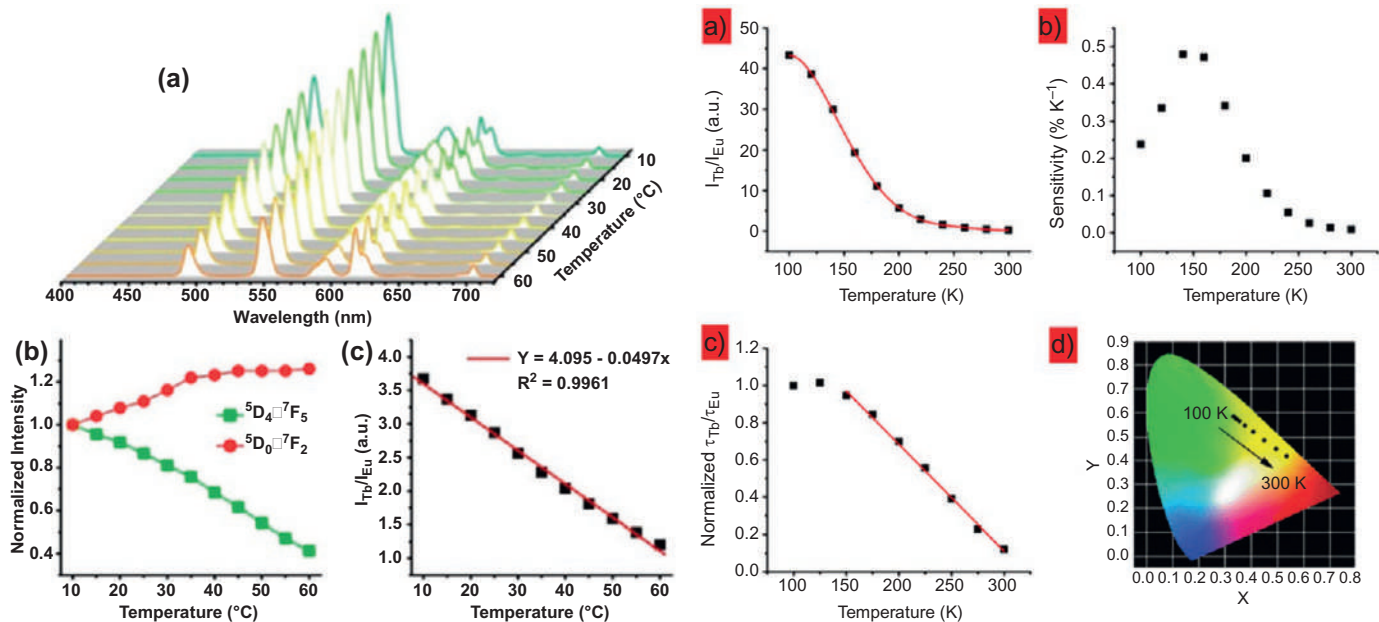 (a)
10
20
30
40
50
60
Temperature (°C)
400 450 500 550 600 650 700
Wavelength (nm)
(b)
Normalized Intensity
1.2
1.0
0.8
0.6
0.4
⁵D₄□⁷F₅
⁵D₀□⁷F₂
10 20 30 40 50 60
Temperature (°C)
(c)
I_Tb/I_Eu (a.u.)
4.0
3.5
3.0
2.5
2.0
1.5
1.0
Y = 4.095 - 0.0497x
R² = 0.9961
10 20 30 40 50 60
Temperature (°C)
a)
I_Tb/I_Eu (a.u.)
50
40
30
20
10
0
100 150 200 250 300
Temperature (K)
b)
Sensitivity (% K⁻¹)
0.5
0.4
0.3
0.2
0.1
0.0
100 150 200 250 300
Temperature (K)
c)
Normalized τ_Tb/τ_Eu
1.2
1.0
0.8
0.6
0.4
0.2
0.0
100 150 200 250 300
Temperature (K)
d)
Y
0.9
0.8
0.7
0.6
0.5
0.4
0.3
0.2
0.1
0.0
100 K
300 K
0.0 0.1 0.2 0.3 0.4 0.5 0.6 0.7 0.8
X